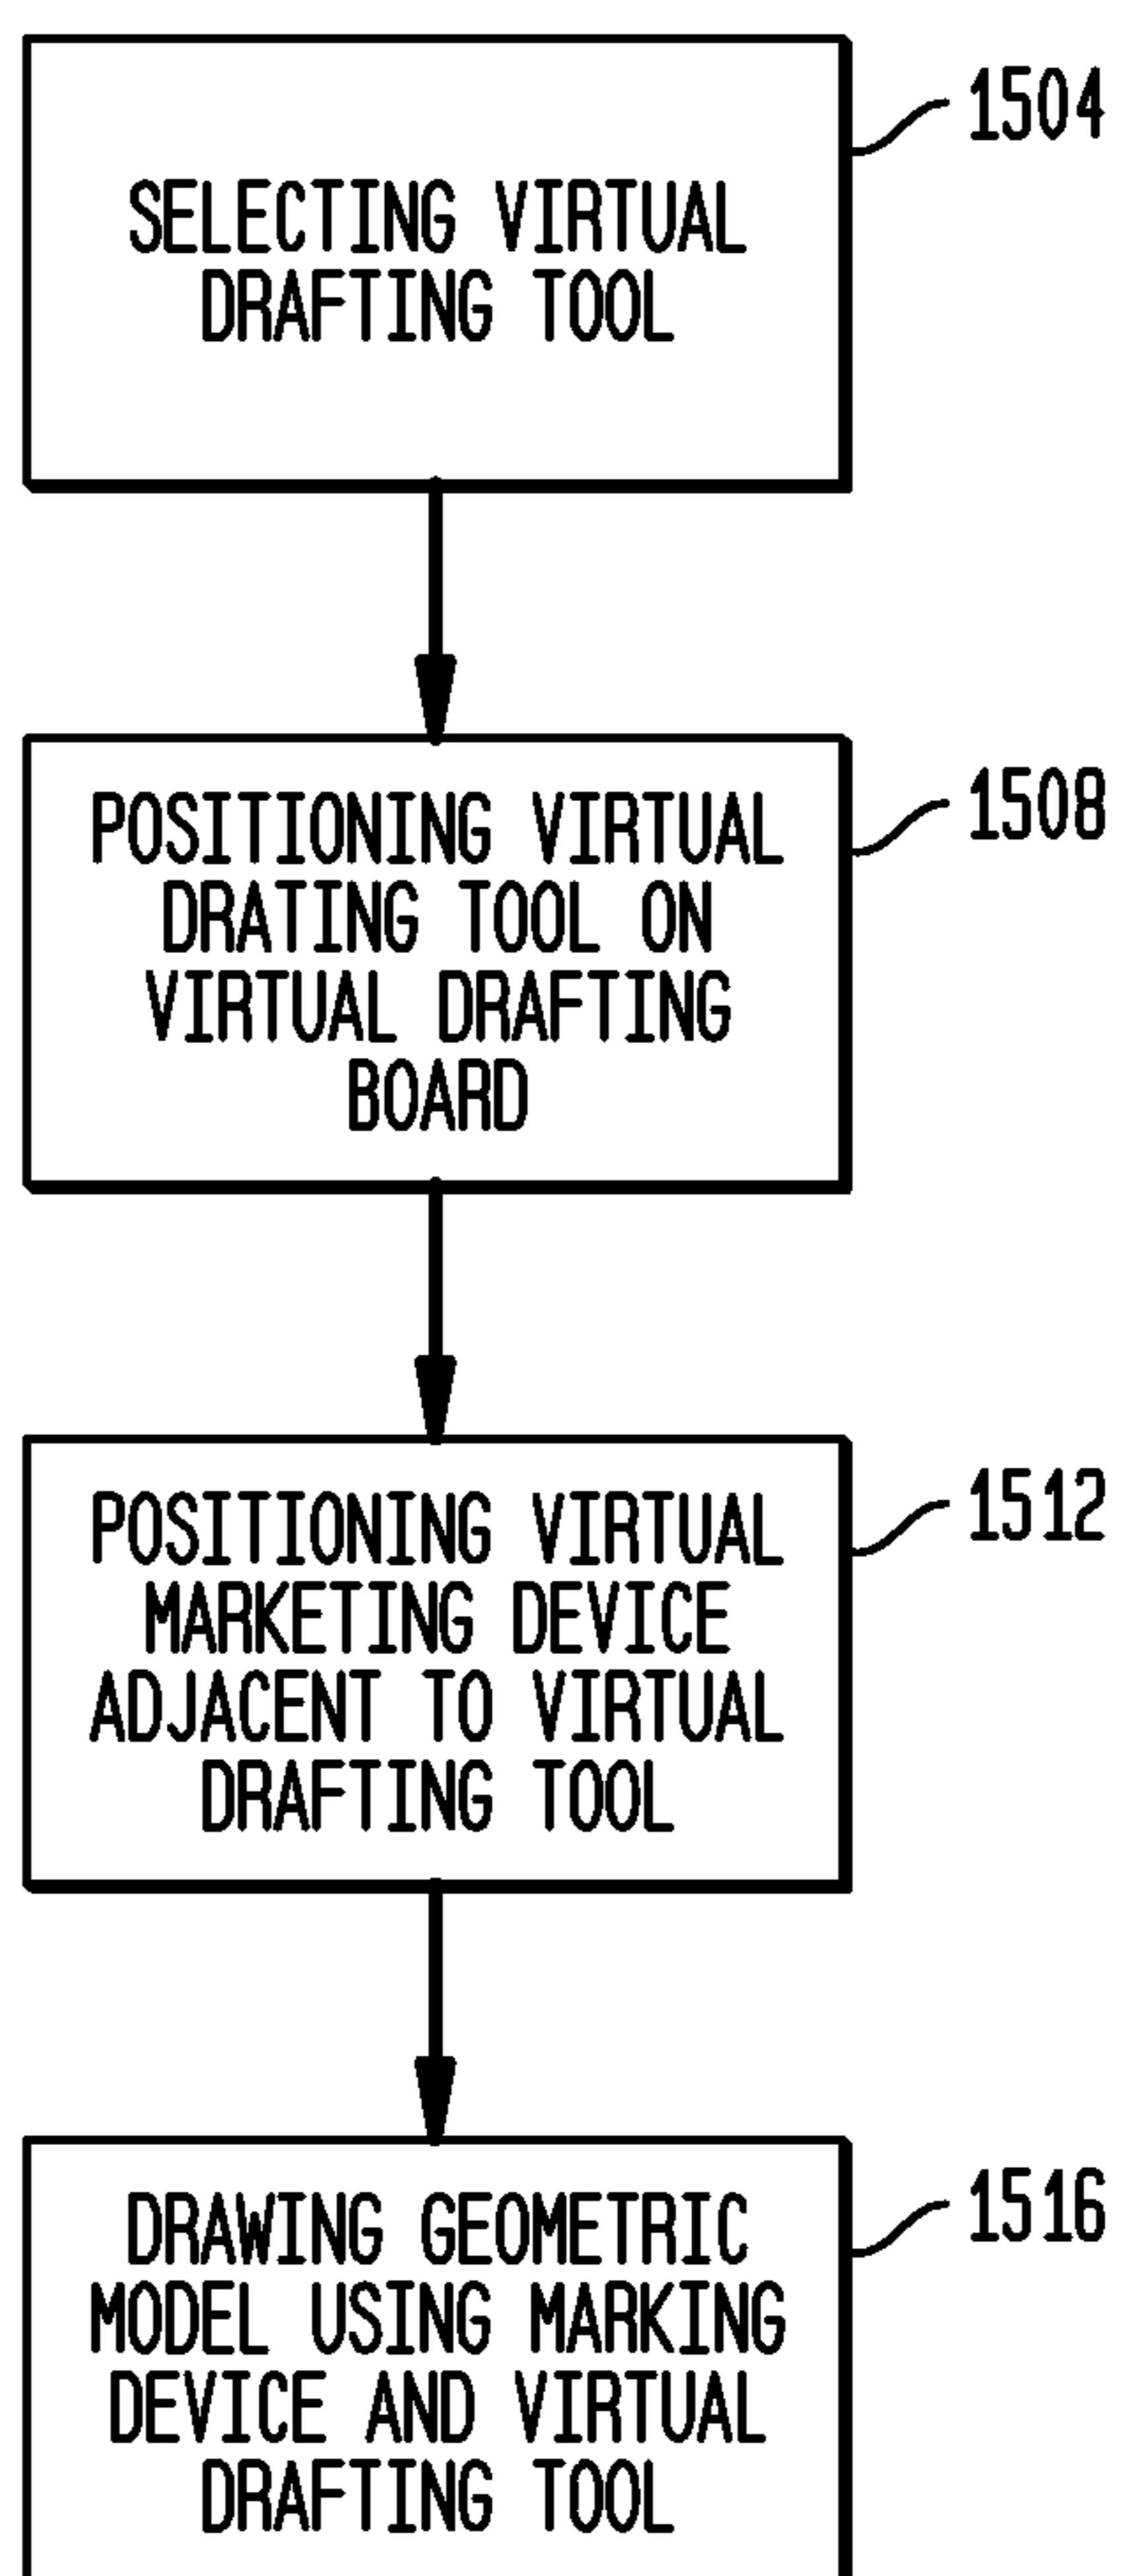 SELECTING VIRTUAL
DRAFTING TOOL
1504
POSITIONING VIRTUAL
DRATING TOOL ON
VIRTUAL DRAFTING
BOARD
1508
POSITIONING VIRTUAL
MARKETING DEVICE
ADJACENT TO VIRTUAL
DRAFTING TOOL
1512
DRAWING GEOMETRIC
MODEL USING MARKING
DEVICE AND VIRTUAL
DRAFTING TOOL
1516